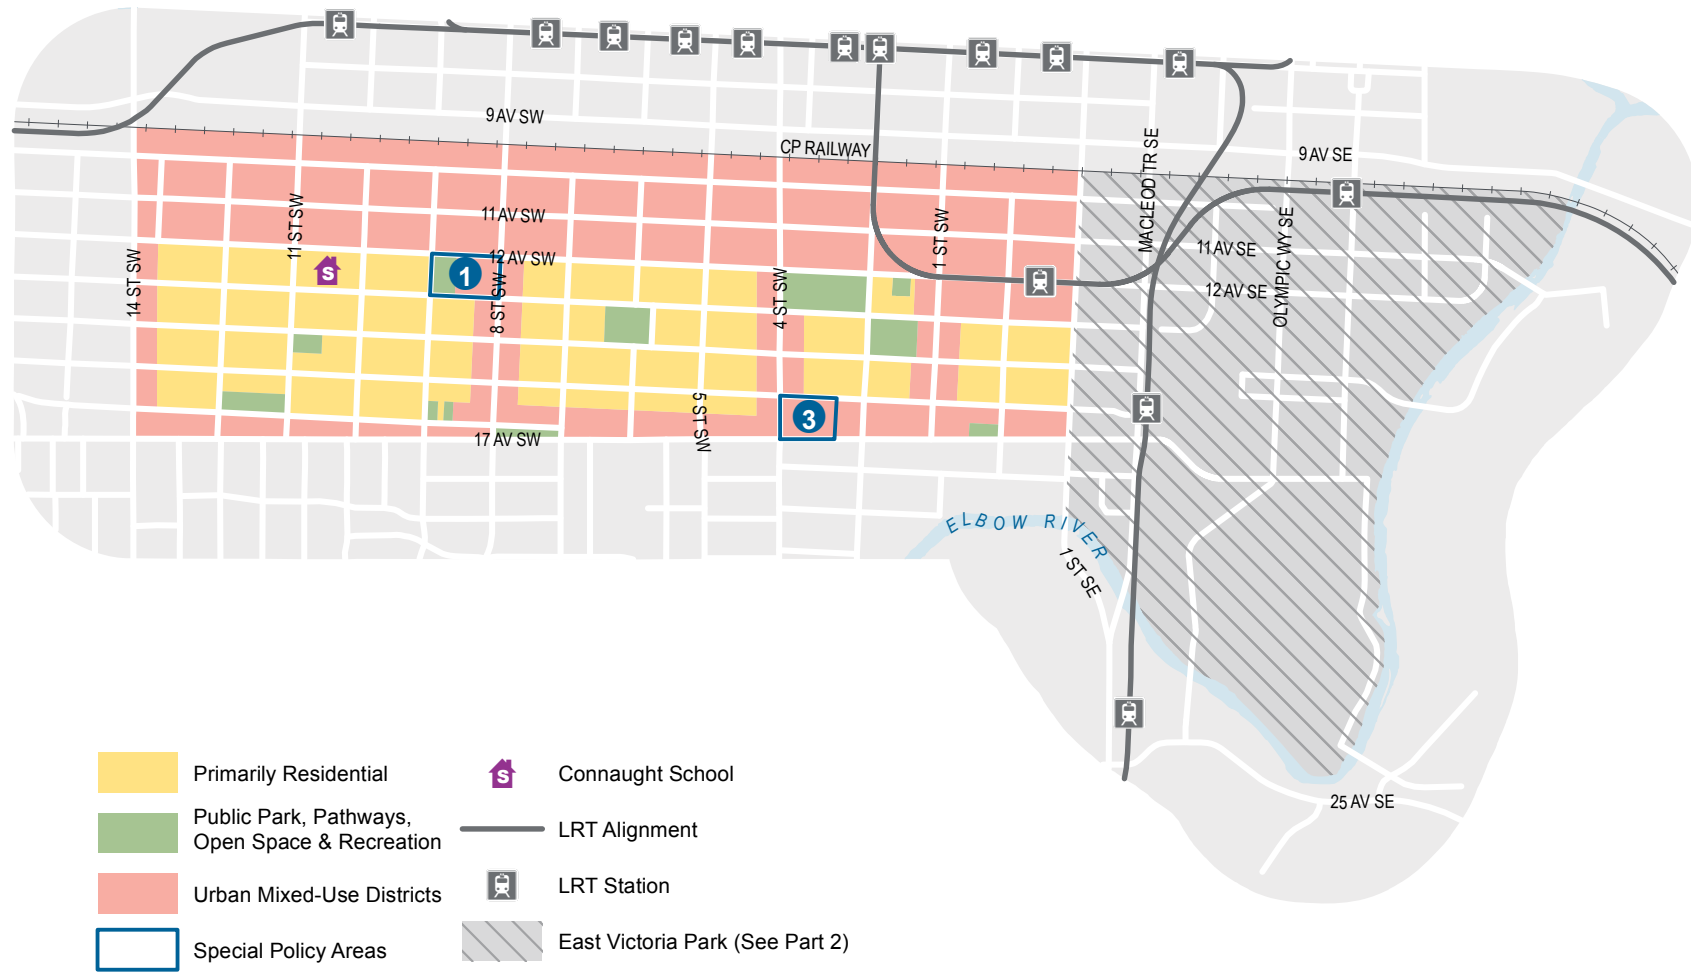 9 AV SW
CP RAILWAY
MACLEOD TR SE
9 AV SE
11 ST SW
11 AV SW
1 ST SW
OLYMPIC WY SE
11 AV SE
14 ST SW
S
1
12 AV SW
8 ST SW
4 ST SW
12 AV SE
5 ST SW
3
17 AV SW
ELBOW RIVER
1 ST SE
25 AV SE
Primarily Residential
Public Park, Pathways,
Open Space & Recreation
Urban Mixed-Use Districts
Special Policy Areas
S
Connaught School
LRT Alignment
LRT Station
East Victoria Park (See Part 2)